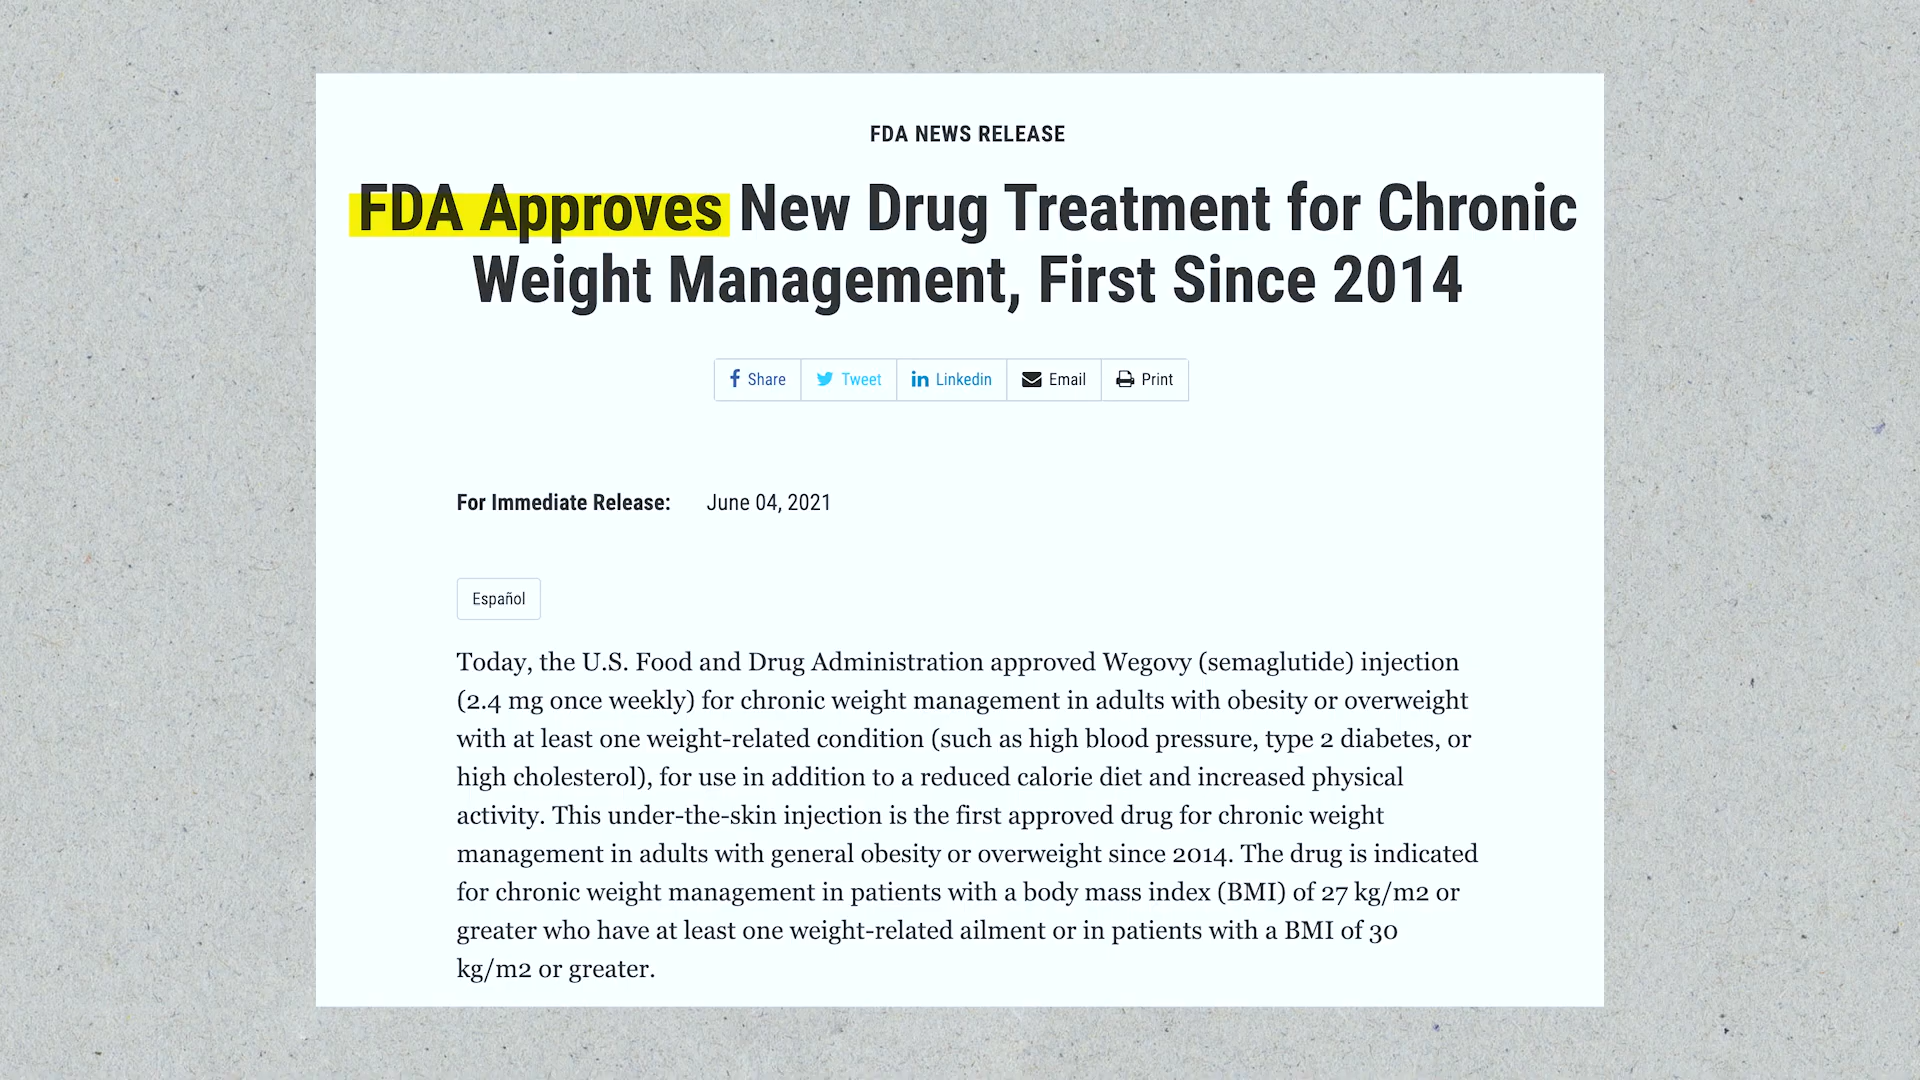 FDA NEWS RELEASE
FDA Approves New Drug Treatment for Chronic
Weight Management, First Since 2014
Share Tweet Linkedin Email Print
For Immediate Release: June 04, 2021
Español
Today, the U.S. Food and Drug Administration approved Wegovy (semaglutide) injection
(2.4 mg once weekly) for chronic weight management in adults with obesity or overweight
with at least one weight-related condition (such as high blood pressure, type 2 diabetes, or
high cholesterol), for use in addition to a reduced calorie diet and increased physical
activity. This under-the-skin injection is the first approved drug for chronic weight
management in adults with general obesity or overweight since 2014. The drug is indicated
for chronic weight management in patients with a body mass index (BMI) of 27 kg/m2 or
greater who have at least one weight-related ailment or in patients with a BMI of 30
kg/m2 or greater.